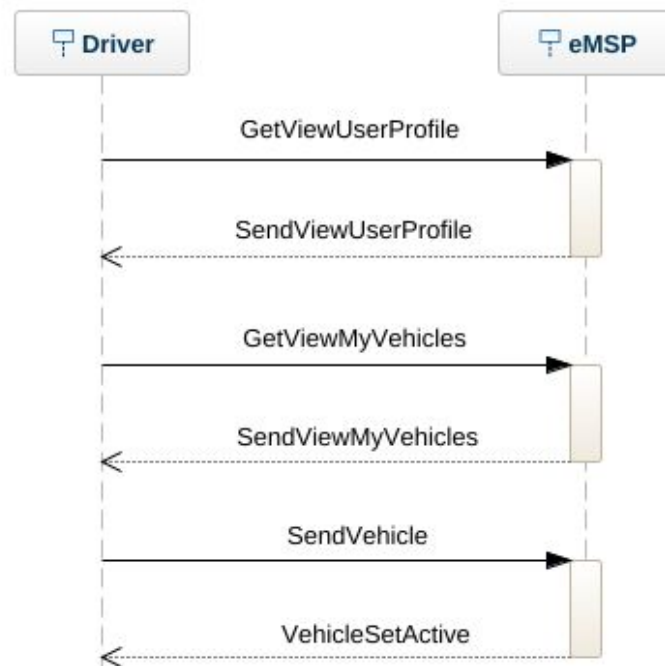 Driver
eMSP
GetViewUserProfile
SendViewUserProfile
GetViewMyVehicles
SendViewMyVehicles
SendVehicle
VehicleSetActive